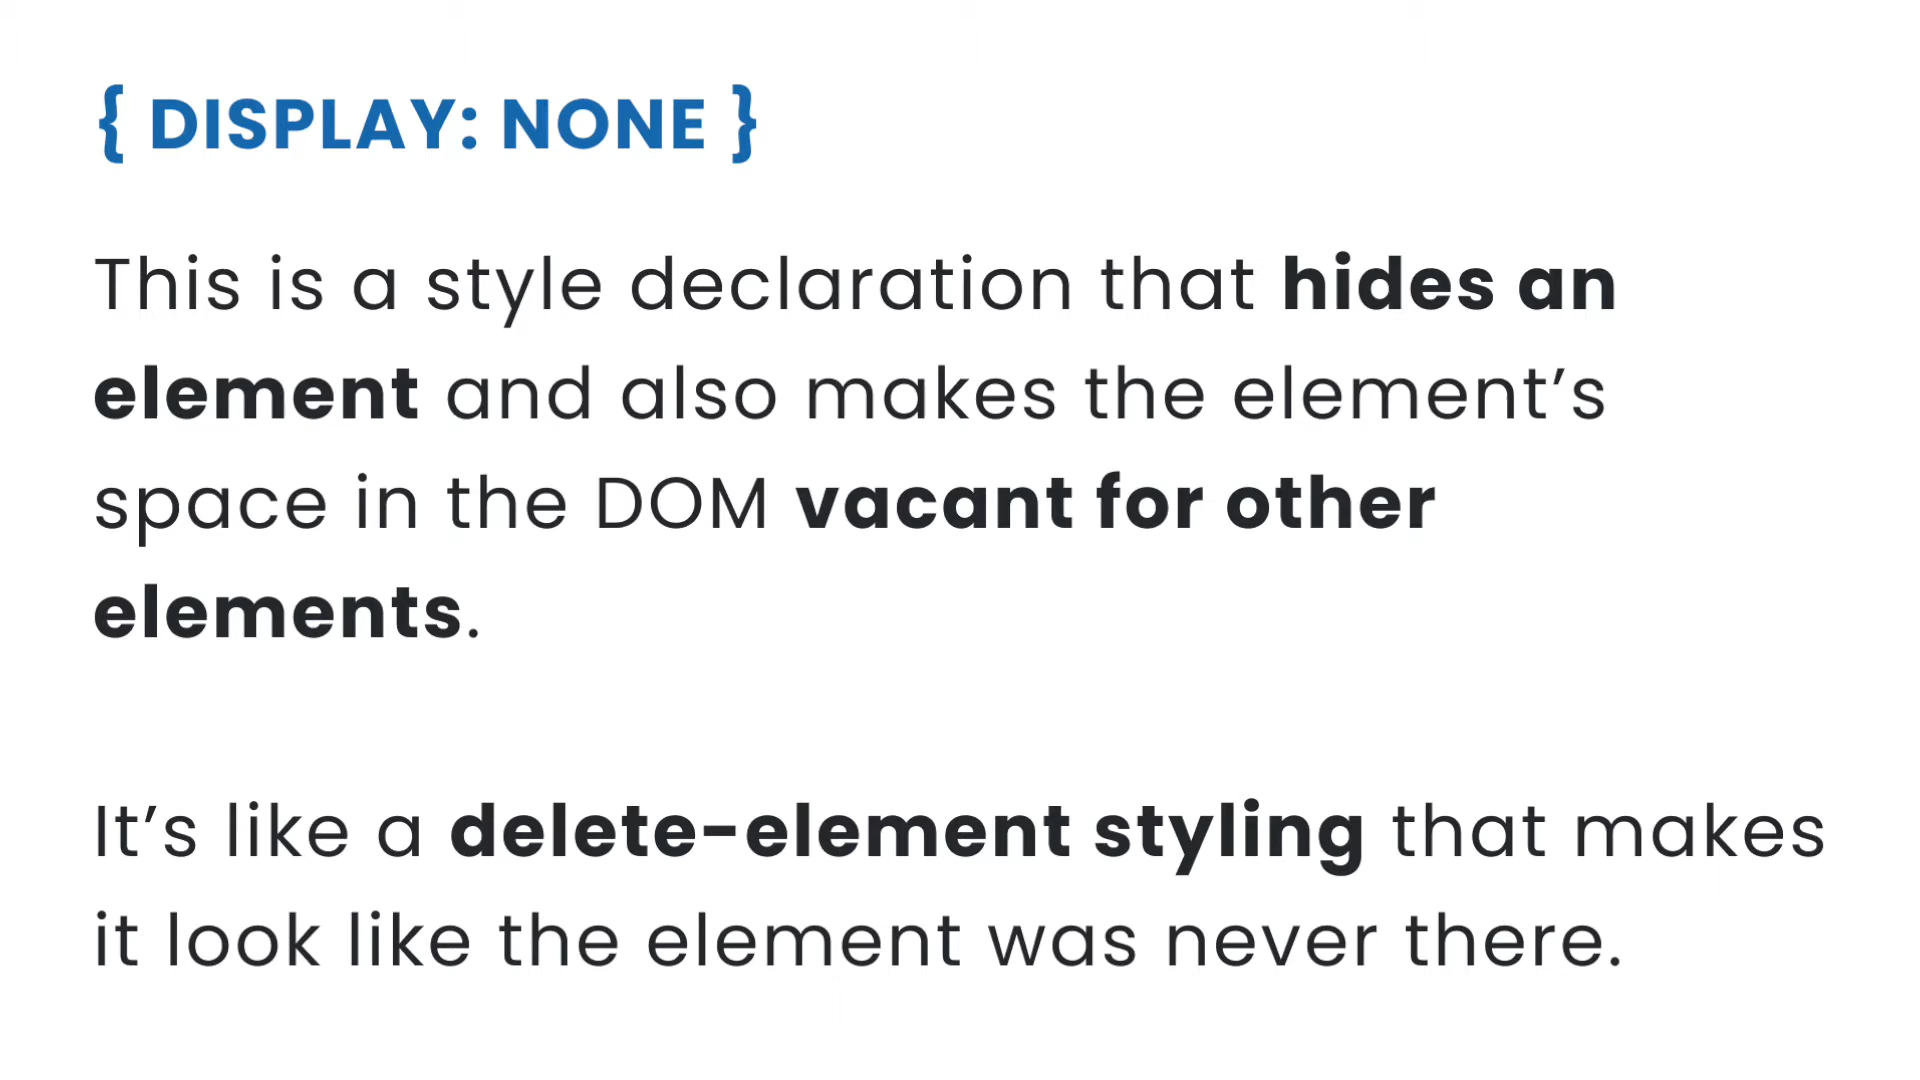 { DISPLAY: NONE }
This is a style declaration that hides an
element and also makes the element’s
space in the DOM vacant for other
elements.
It’s like a delete-element styling that makes
it look like the element was never there.